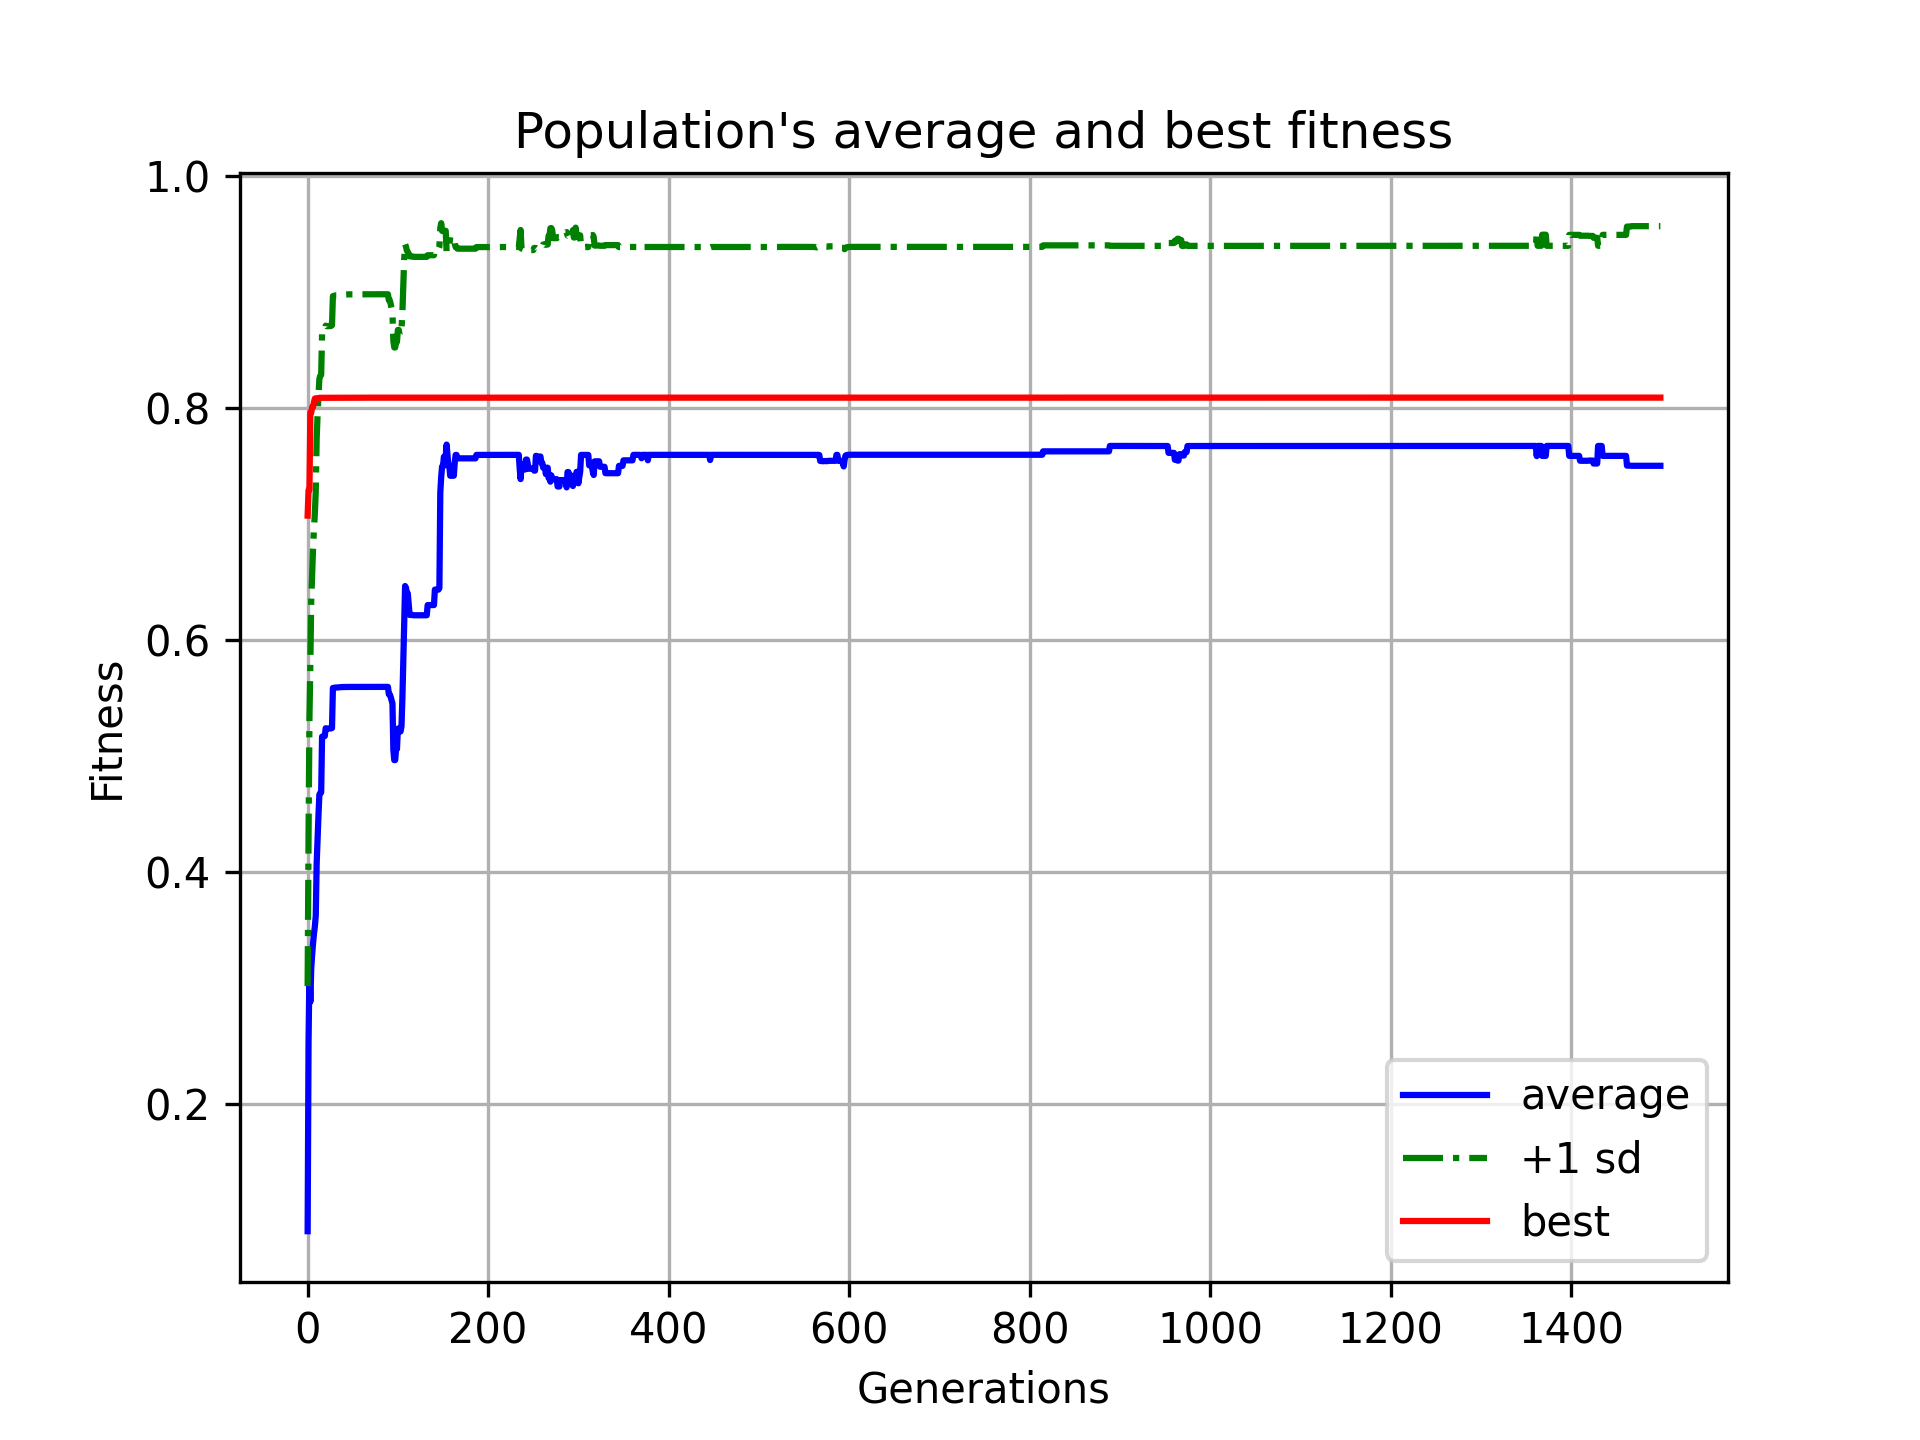 Population's average and best fitness
1.0
0.8
0.6
0.4
0.2
Fitness
0 200 400 600 800 1000 1200 1400
Generations
average
+1 sd
best